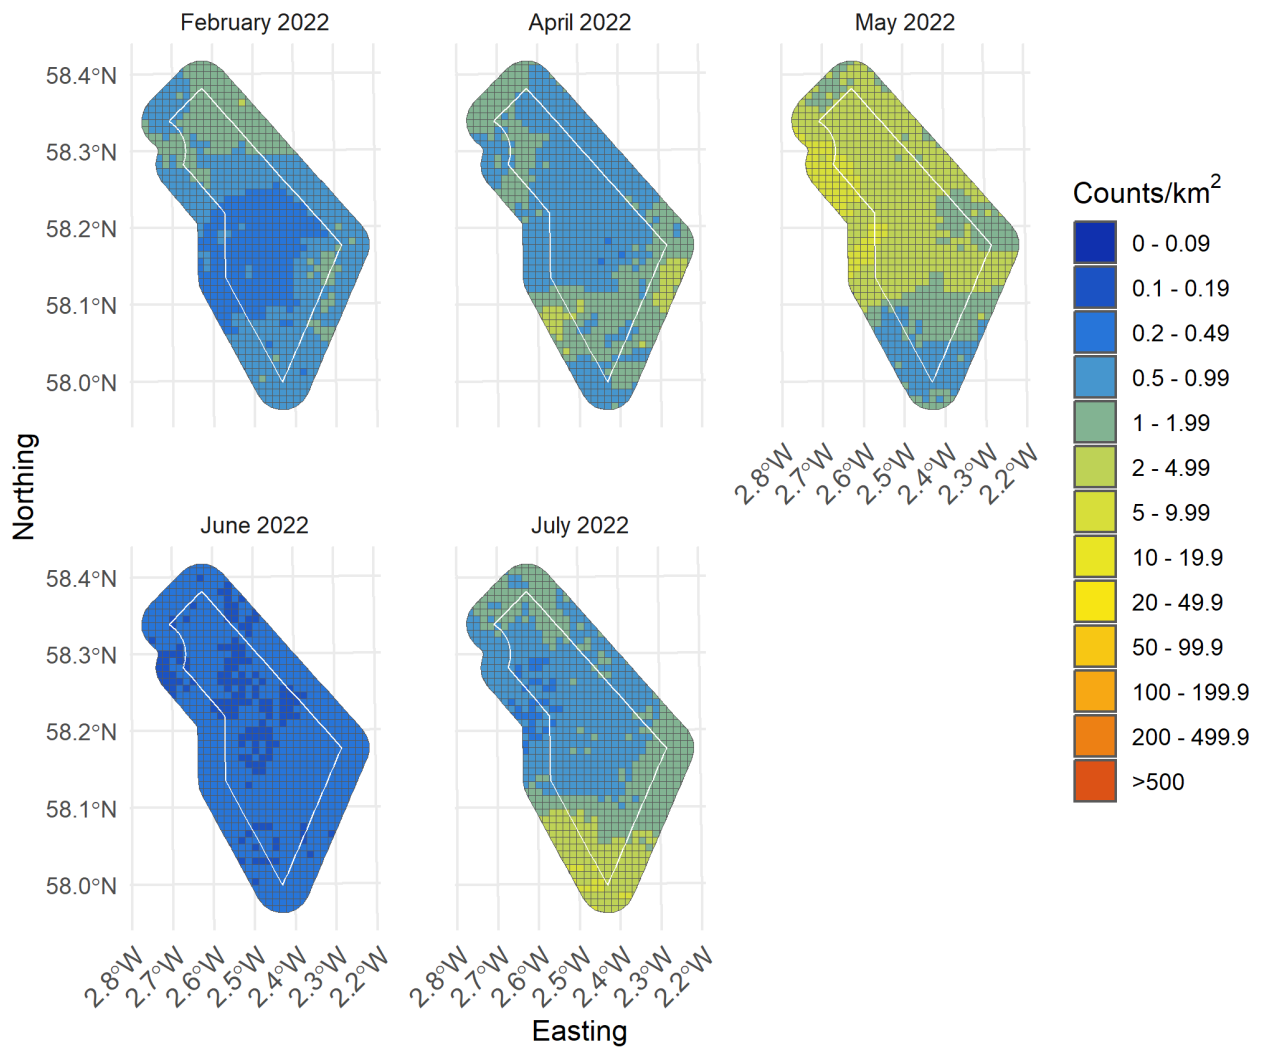 February 2022
April 2022
May 2022
58.4°N
58.3°N
58.2°N
58.1°N
58.0°N
2.8°W
2.7°W
2.6°W
2.5°W
2.4°W
2.3°W
2.2°W
Northing
June 2022
July 2022
58.4°N
58.3°N
58.2°N
58.1°N
58.0°N
2.8°W
2.7°W
2.6°W
2.5°W
2.4°W
2.3°W
2.2°W
2.8°W
2.7°W
2.6°W
2.5°W
2.4°W
2.3°W
2.2°W
Easting
Counts/km²
0 - 0.09
0.1 - 0.19
0.2 - 0.49
0.5 - 0.99
1 - 1.99
2 - 4.99
5 - 9.99
10 - 19.9
20 - 49.9
50 - 99.9
100 - 199.9
200 - 499.9
>500